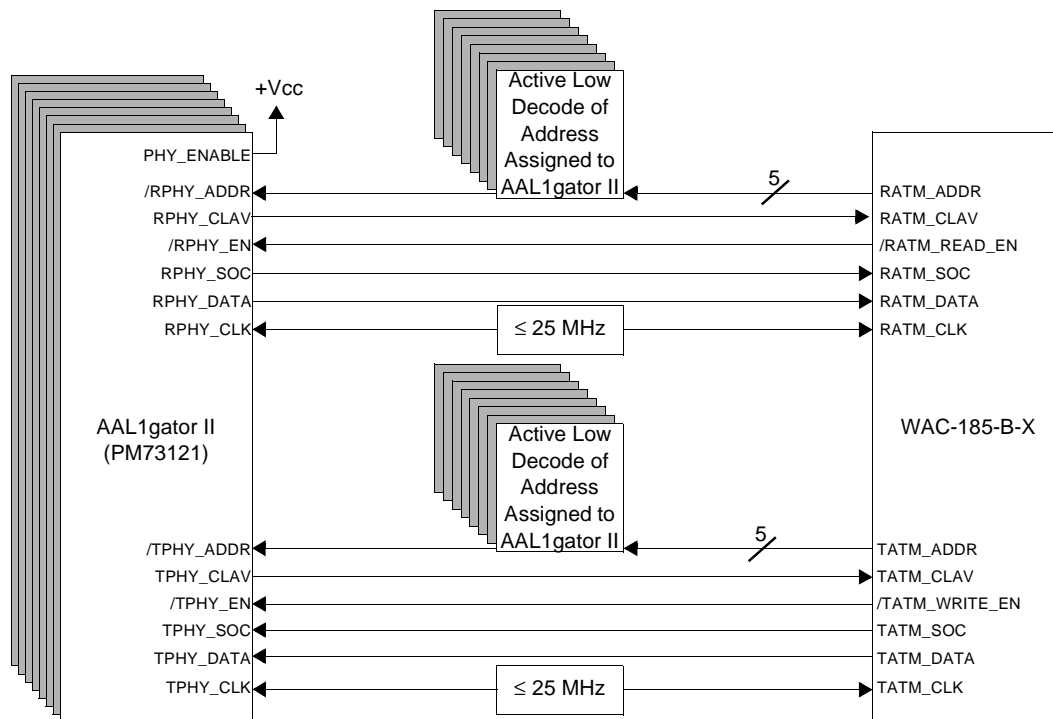 +Vcc
Active Low
Decode of
Address
Assigned to
AAL1gator II
PHY_ENABLE
/RPHY_ADDR
5
RATM_ADDR
RPHY_CLAV
RATM_CLAV
/RPHY_EN
/RATM_READ_EN
RPHY_SOC
RATM_SOC
RPHY_DATA
RATM_DATA
RPHY_CLK
≤ 25 MHz
RATM_CLK
AAL1gator II
(PM73121)
Active Low
Decode of
Address
Assigned to
AAL1gator II
WAC-185-B-X
/TPHY_ADDR
5
TATM_ADDR
TPHY_CLAV
TATM_CLAV
/TPHY_EN
/TATM_WRITE_EN
TPHY_SOC
TATM_SOC
TPHY_DATA
TATM_DATA
TPHY_CLK
≤ 25 MHz
TATM_CLK